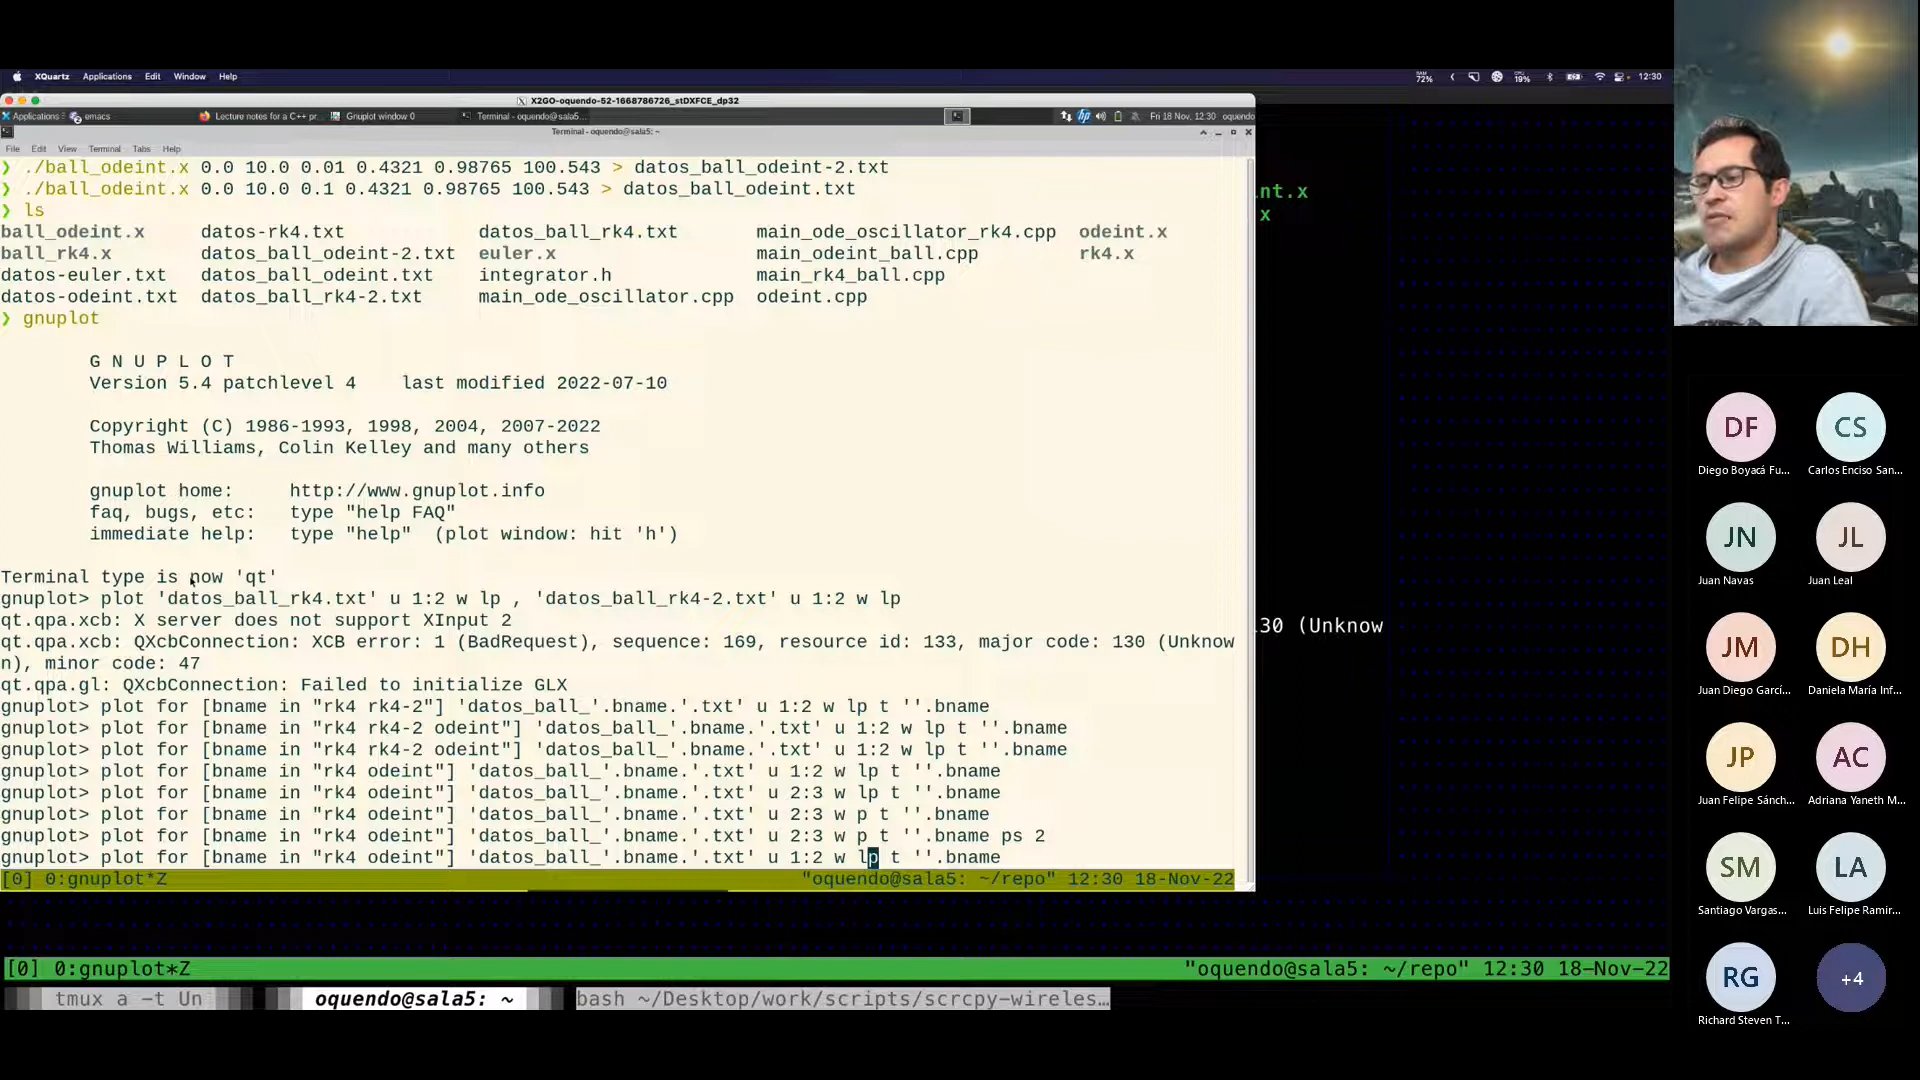 XQuartz Applications Edit Window Help
RAM 72% CPU 19% 12:30
X2GO-oquendo-52-1668786726_stDXFCE_dp32
Applications emacs Lecture notes for a C++ pr... Gnuplot window 0 Terminal - oquendo@sala5:... hp Fri 18 Nov, 12:30 oquendo
Terminal - oquendo@sala5: ~
File Edit View Terminal Tabs Help
❯ ./ball_odeint.x 0.0 10.0 0.01 0.4321 0.98765 100.543 > datos_ball_odeint-2.txt
❯ ./ball_odeint.x 0.0 10.0 0.1 0.4321 0.98765 100.543 > datos_ball_odeint.txt
❯ ls
ball_odeint.x datos-rk4.txt datos_ball_rk4.txt main_ode_oscillator_rk4.cpp odeint.x
ball_rk4.x datos_ball_odeint-2.txt euler.x main_odeint_ball.cpp rk4.x
datos-euler.txt datos_ball_odeint.txt integrator.h main_rk4_ball.cpp
datos-odeint.txt datos_ball_rk4-2.txt main_ode_oscillator.cpp odeint.cpp
❯ gnuplot
G N U P L O T
Version 5.4 patchlevel 4 last modified 2022-07-10
Copyright (C) 1986-1993, 1998, 2004, 2007-2022
Thomas Williams, Colin Kelley and many others
gnuplot home: http://www.gnuplot.info
faq, bugs, etc: type "help FAQ"
immediate help: type "help" (plot window: hit 'h')
Terminal type is now 'qt'
gnuplot> plot 'datos_ball_rk4.txt' u 1:2 w lp , 'datos_ball_rk4-2.txt' u 1:2 w lp
qt.qpa.xcb: X server does not support XInput 2
qt.qpa.xcb: QXcbConnection: XCB error: 1 (BadRequest), sequence: 169, resource id: 133, major code: 130 (Unknow
n), minor code: 47
qt.qpa.gl: QXcbConnection: Failed to initialize GLX
gnuplot> plot for [bname in "rk4 rk4-2"] 'datos_ball_'.bname.'.txt' u 1:2 w lp t ''.bname
gnuplot> plot for [bname in "rk4 rk4-2 odeint"] 'datos_ball_'.bname.'.txt' u 1:2 w lp t ''.bname
gnuplot> plot for [bname in "rk4 rk4-2 odeint"] 'datos_ball_'.bname.'.txt' u 1:2 w lp t ''.bname
gnuplot> plot for [bname in "rk4 odeint"] 'datos_ball_'.bname.'.txt' u 1:2 w lp t ''.bname
gnuplot> plot for [bname in "rk4 odeint"] 'datos_ball_'.bname.'.txt' u 2:3 w lp t ''.bname
gnuplot> plot for [bname in "rk4 odeint"] 'datos_ball_'.bname.'.txt' u 2:3 w p t ''.bname
gnuplot> plot for [bname in "rk4 odeint"] 'datos_ball_'.bname.'.txt' u 2:3 w p t ''.bname ps 2
gnuplot> plot for [bname in "rk4 odeint"] 'datos_ball_'.bname.'.txt' u 1:2 w lp t ''.bname
[0] 0:gnuplot*Z "oquendo@sala5: ~/repo" 12:30 18-Nov-22
int.x
x
30 (Unknow
[0] 0:gnuplot*Z "oquendo@sala5: ~/repo" 12:30 18-Nov-22
tmux a -t Un oquendo@sala5: ~ bash ~/Desktop/work/scripts/scrcpy-wireles…
DF CS
Diego Boyacá Fu... Carlos Enciso San...
JN JL
Juan Navas Juan Leal
JM DH
Juan Diego Garcí... Daniela María Inf...
JP AC
Juan Felipe Sánch... Adriana Yaneth M...
SM LA
Santiago Vargas... Luis Felipe Ramir...
RG +4
Richard Steven T...